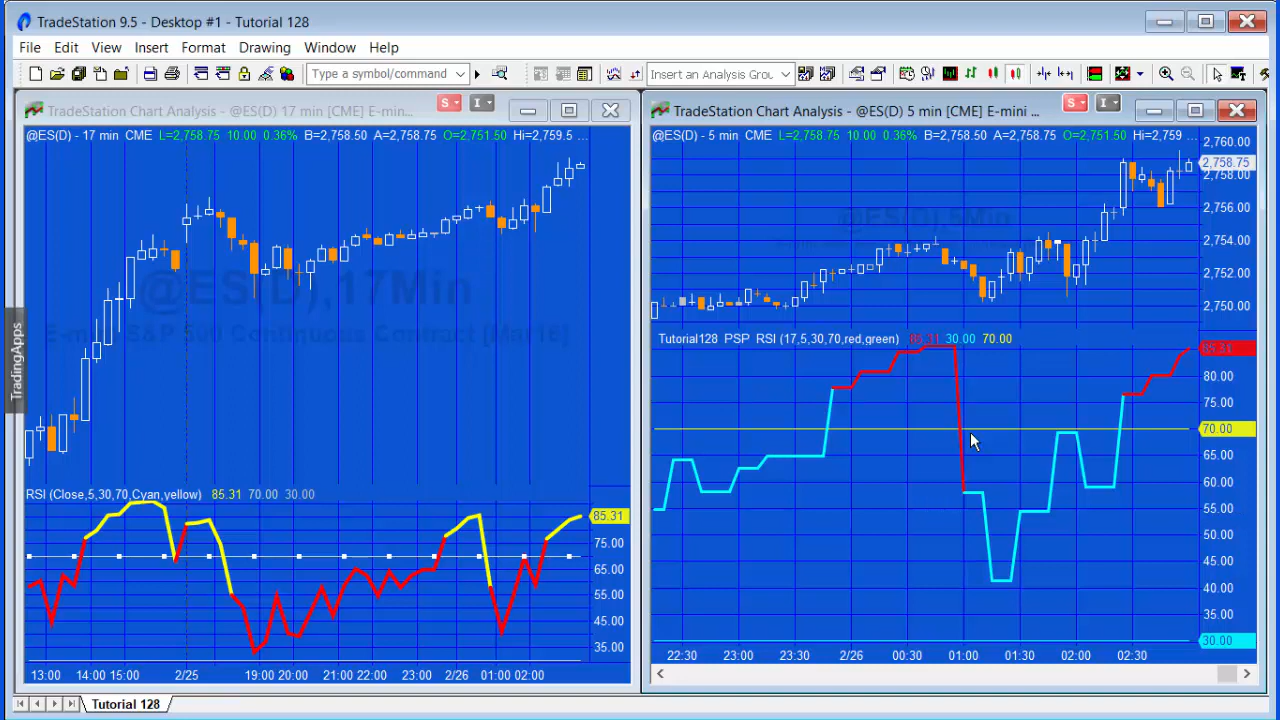 TradeStation 9.5 - Desktop #1 - Tutorial 128
File Edit View Insert Format Drawing Window Help
Type a symbol/command Insert an Analysis Grou
TradeStation Chart Analysis - @ES(D) 17 min [CME] E-min...
S I
@ES(D) - 17 min CME L=2,758.75 10.00 0.36% B=2,758.50 A=2,758.75 O=2,751.50 Hi=2,759.5 ...
@ES(D),17Min
E-mini S&P 500 Continuous Contract [Mar18]
RSI (Close,5,30,70,Cyan,yellow) 85.31 70.00 30.00
85.31
75.00
65.00
55.00
45.00
35.00
13:00 14:00 15:00 2/25 19:00 20:00 21:00 22:00 23:00 2/26 01:00 02:00
TradeStation Chart Analysis - @ES(D) 5 min [CME] E-mini ...
S I
@ES(D) - 5 min CME L=2,758.75 10.00 0.36% B=2,758.50 A=2,758.75 O=2,751.50 Hi=2,759 ...
@ES(D),5Min
2,760.00
2,758.75
2,758.00
2,756.00
2,754.00
2,752.00
2,750.00
Tutorial128 PSP RSI (17,5,30,70,red,green) 85.31 30.00 70.00
85.31
80.00
75.00
70.00
65.00
60.00
55.00
50.00
45.00
40.00
35.00
30.00
22:30 23:00 23:30 2/26 00:30 01:00 01:30 02:00 02:30
TradingApps
Tutorial 128